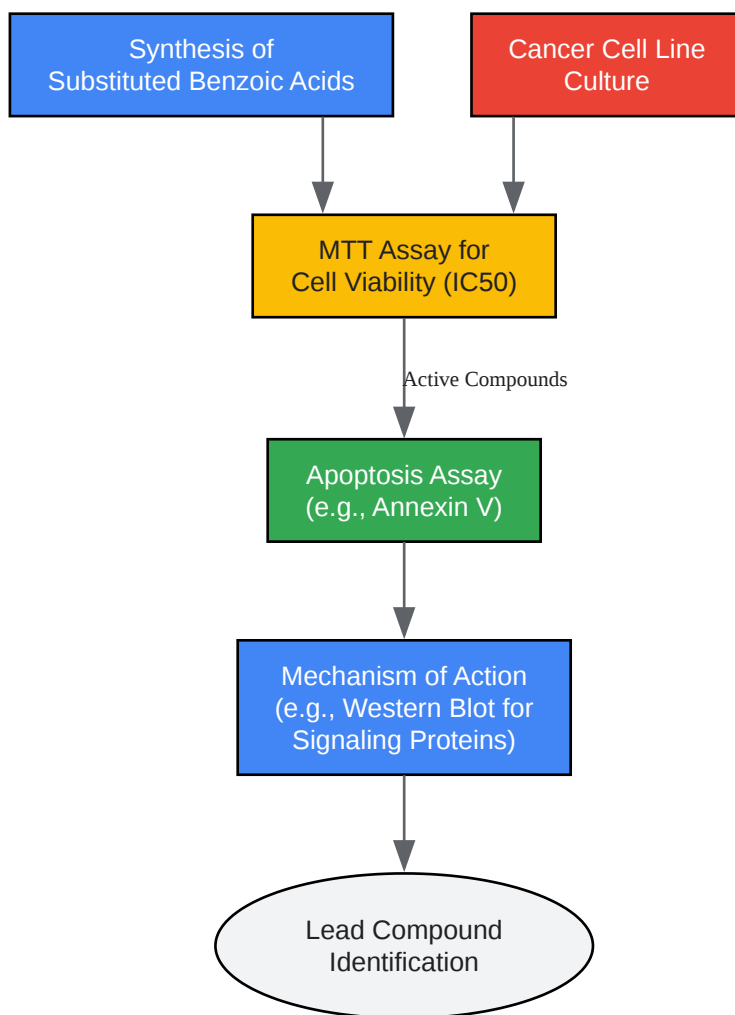 Synthesis of
Substituted Benzoic Acids
Cancer Cell Line
Culture
MTT Assay for
Cell Viability (IC50)
Active Compounds
Apoptosis Assay
(e.g., Annexin V)
Mechanism of Action
(e.g., Western Blot for
Signaling Proteins)
Lead Compound
Identification